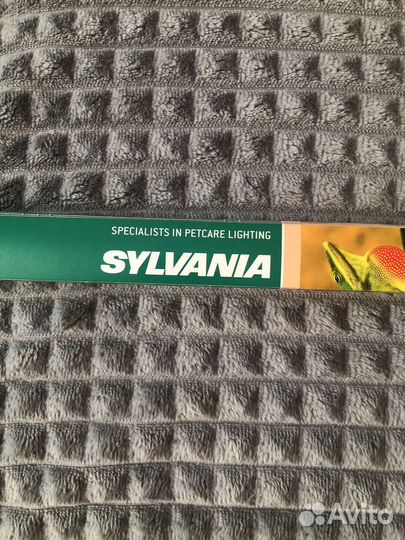 SPECIALISTS IN PETCARE LIGHTING
SYLVANIA
Avito